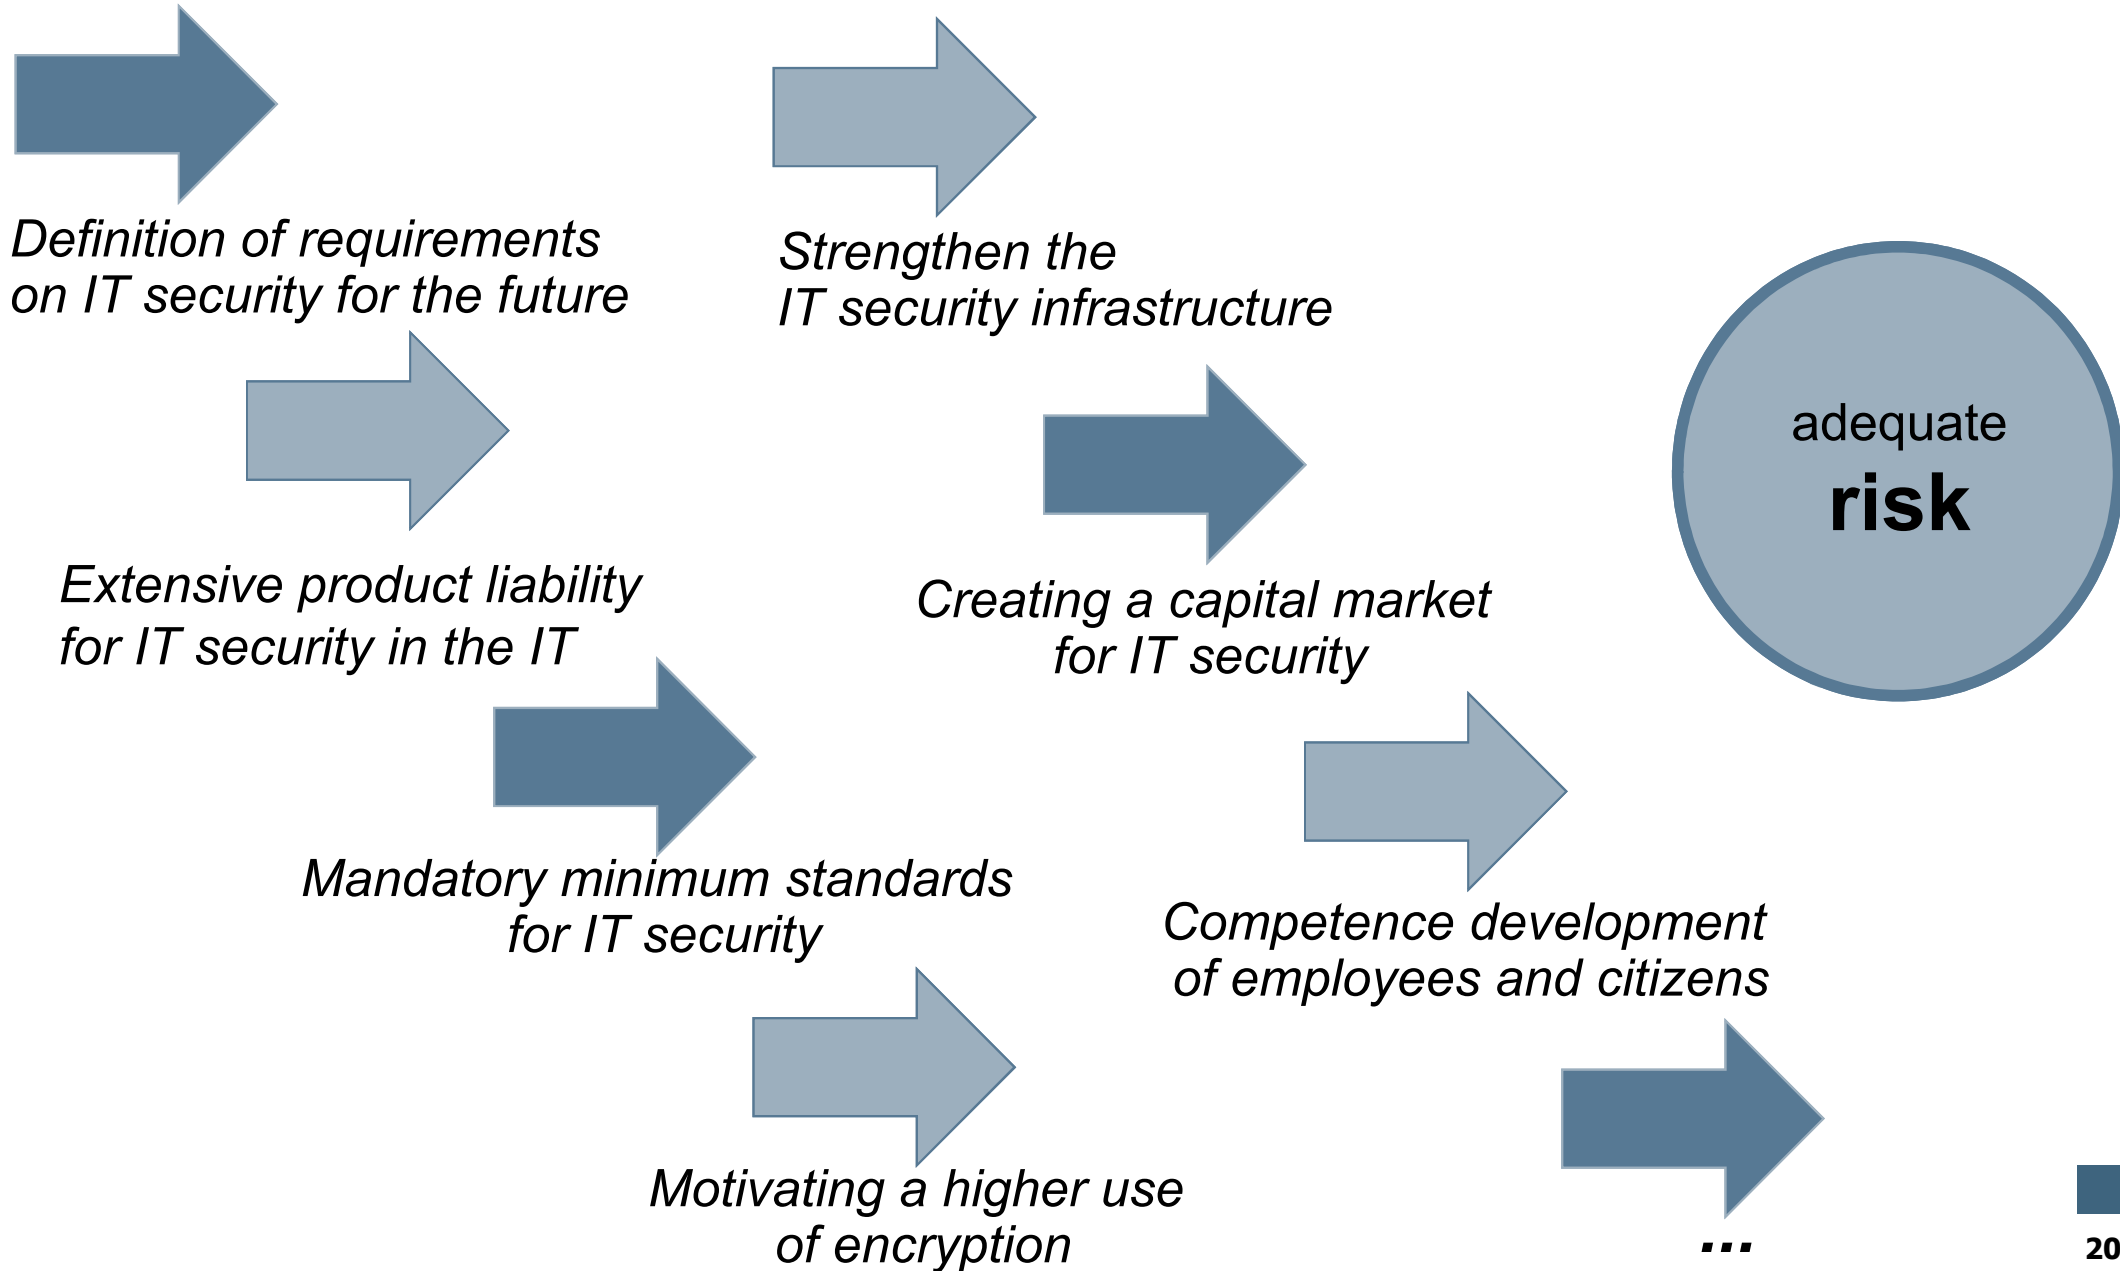 Definition of requirements
on IT security for the future
Extensive product liability
for IT security in the IT
Mandatory minimum standards
for IT security
Motivating a higher use
of encryption
Strengthen the
IT security infrastructure
Creating a capital market
for IT security
Competence development
of employees and citizens
...
adequate
risk
20